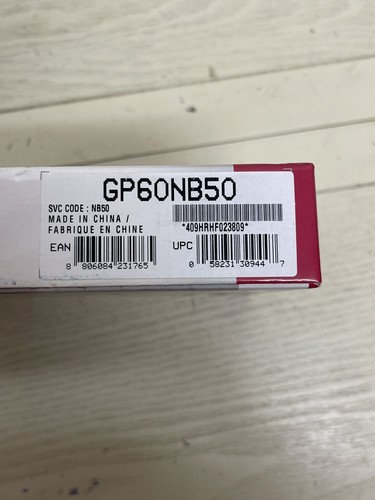 GP60NB50
SVC CODE : NB50
MADE IN CHINA /
FABRIQUE EN CHINE
*409HRHF023809*
EAN
8 806084 231765
UPC
0 58231 30944 7